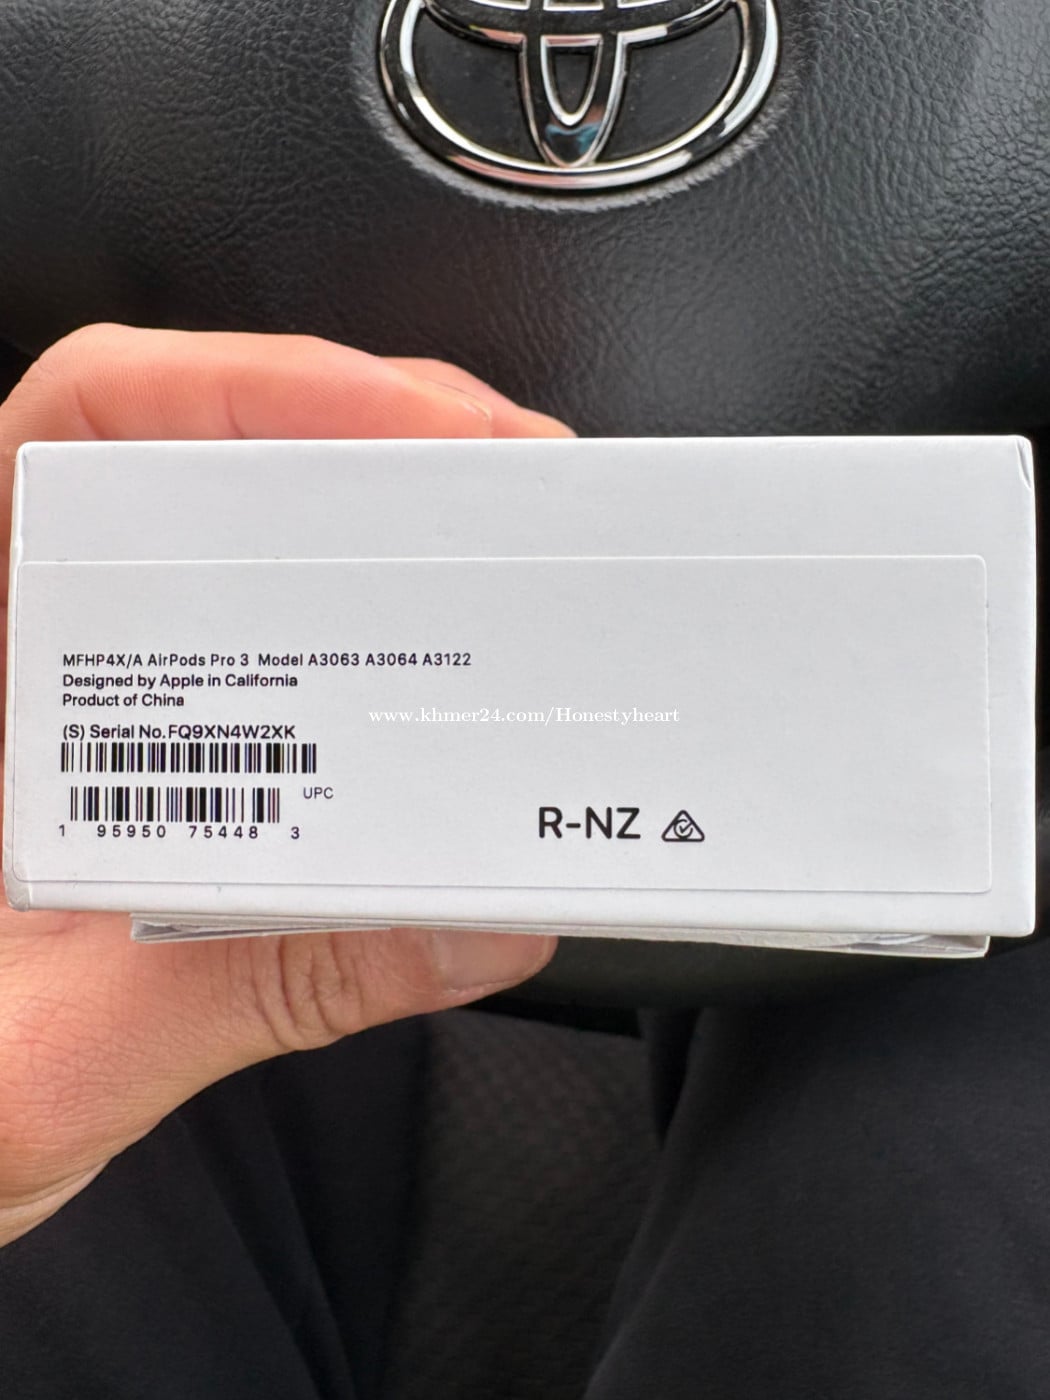 MFHP4X/A AirPods Pro 3 Model A3063 A3064 A3122
Designed by Apple in California
Product of China
www.khmer24.com/Honestyheart
(S) Serial No.FQ9XN4W2XK
UPC
1 95950 75448 3
R-NZ